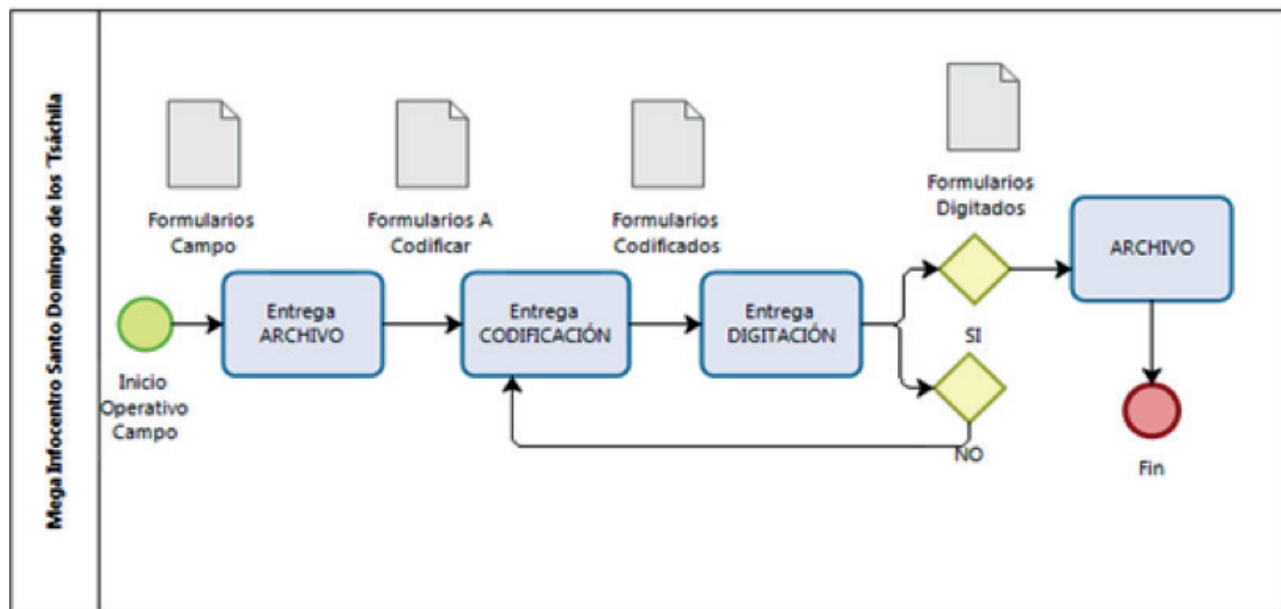 Mega Infocentro Santo Domingo de los ´Tsáchila
Formularios
Campo
Formularios A
Codificar
Formularios
Codificados
Formularios
Digitados
Inicio
Operativo
Campo
Entrega
ARCHIVO
Entrega
CODIFICACIÓN
Entrega
DIGITACIÓN
SI
NO
ARCHIVO
Fin